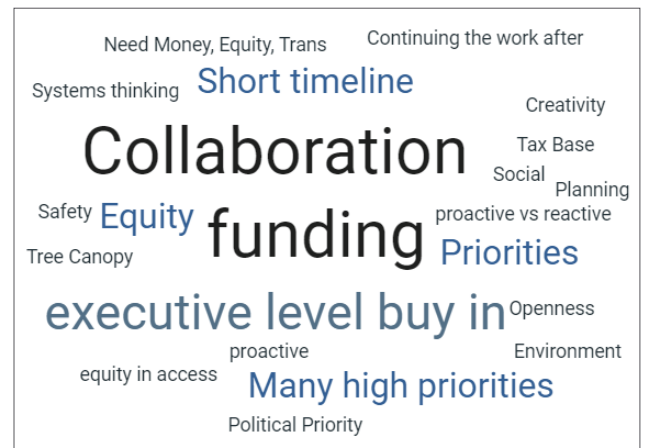 Need Money, Equity, Trans
Continuing the work after
Systems thinking
Short timeline
Creativity
Collaboration
Tax Base
Social
Planning
Safety
Equity
funding
proactive vs reactive
Tree Canopy
Priorities
executive level buy in
Openness
proactive
Environment
equity in access
Many high priorities
Political Priority